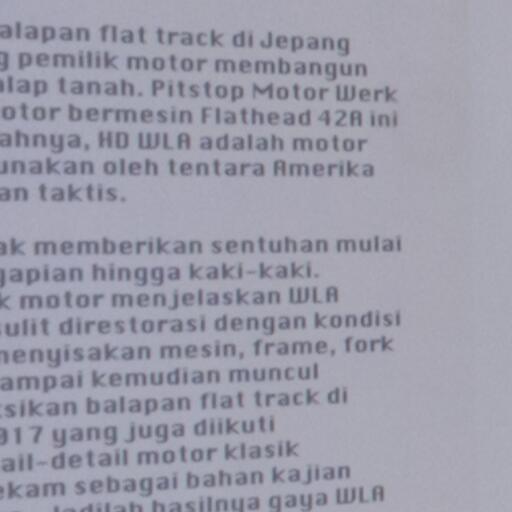 alapan flat track di Jepang
g pemilik motor membangun
alap tanah. Pitstop Motor Werk
otor bermesin Flathead 42A ini
ahnya, HD WLA adalah motor
unakan oleh tentara Amerika
an taktis.
ak memberikan sentuhan mulai
gapian hingga kaki-kaki.
k motor menjelaskan WLA
sulit direstorasi dengan kondisi
menyisakan mesin, frame, fork
ampai kemudian muncul
ksikan balapan flat track di
017 yang juga diikuti
ail-detail motor klasik
ekam sebagai bahan kajian
Jadilah hasilnya gaya WLA